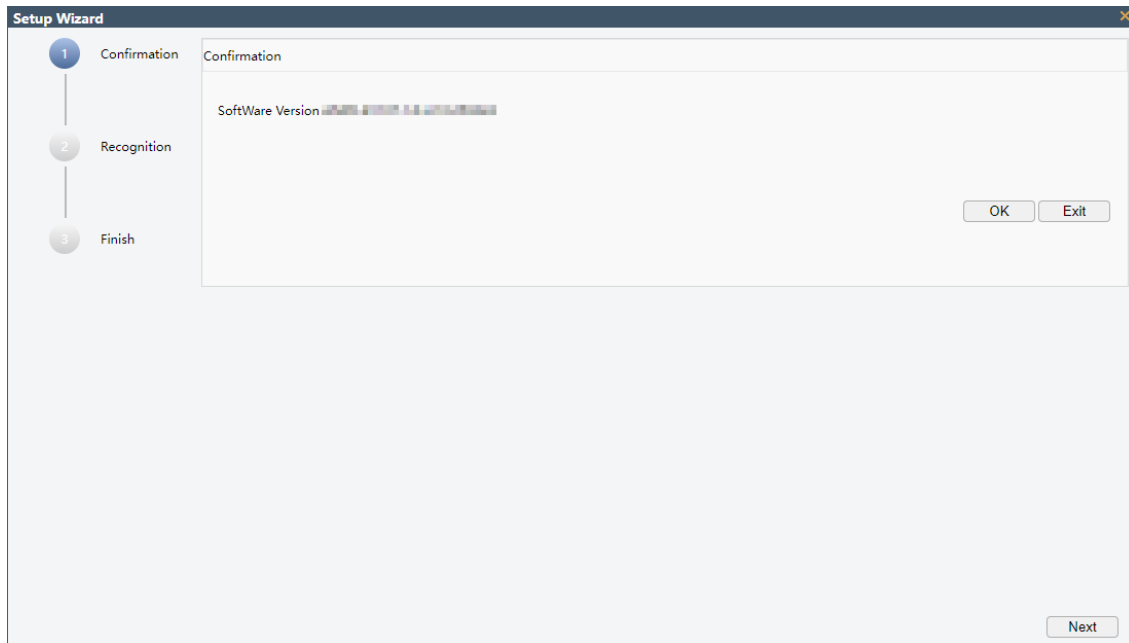 Setup Wizard
1 Confirmation
2 Recognition
3 Finish
Confirmation
SoftWare Version
OK Exit
Next